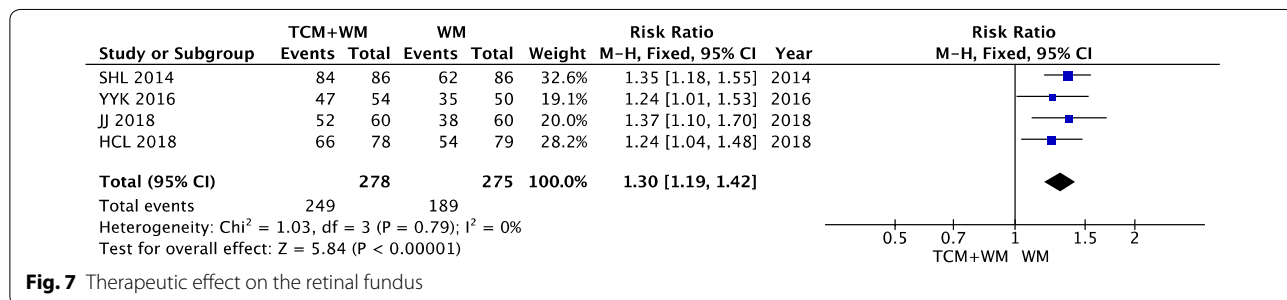 TCM+WM WM Risk Ratio Risk Ratio
Study or Subgroup Events Total Events Total Weight M-H, Fixed, 95% CI Year M-H, Fixed, 95% CI
SHL 2014 84 86 62 86 32.6% 1.35 [1.18, 1.55] 2014
YYK 2016 47 54 35 50 19.1% 1.24 [1.01, 1.53] 2016
JJ 2018 52 60 38 60 20.0% 1.37 [1.10, 1.70] 2018
HCL 2018 66 78 54 79 28.2% 1.24 [1.04, 1.48] 2018
Total (95% CI) 278 275 100.0% 1.30 [1.19, 1.42]
Total events 249 189
Heterogeneity: Chi² = 1.03, df = 3 (P = 0.79); I² = 0%
Test for overall effect: Z = 5.84 (P < 0.00001)
0.5 0.7 1 1.5 2
TCM+WM WM
Fig. 7 Therapeutic effect on the retinal fundus